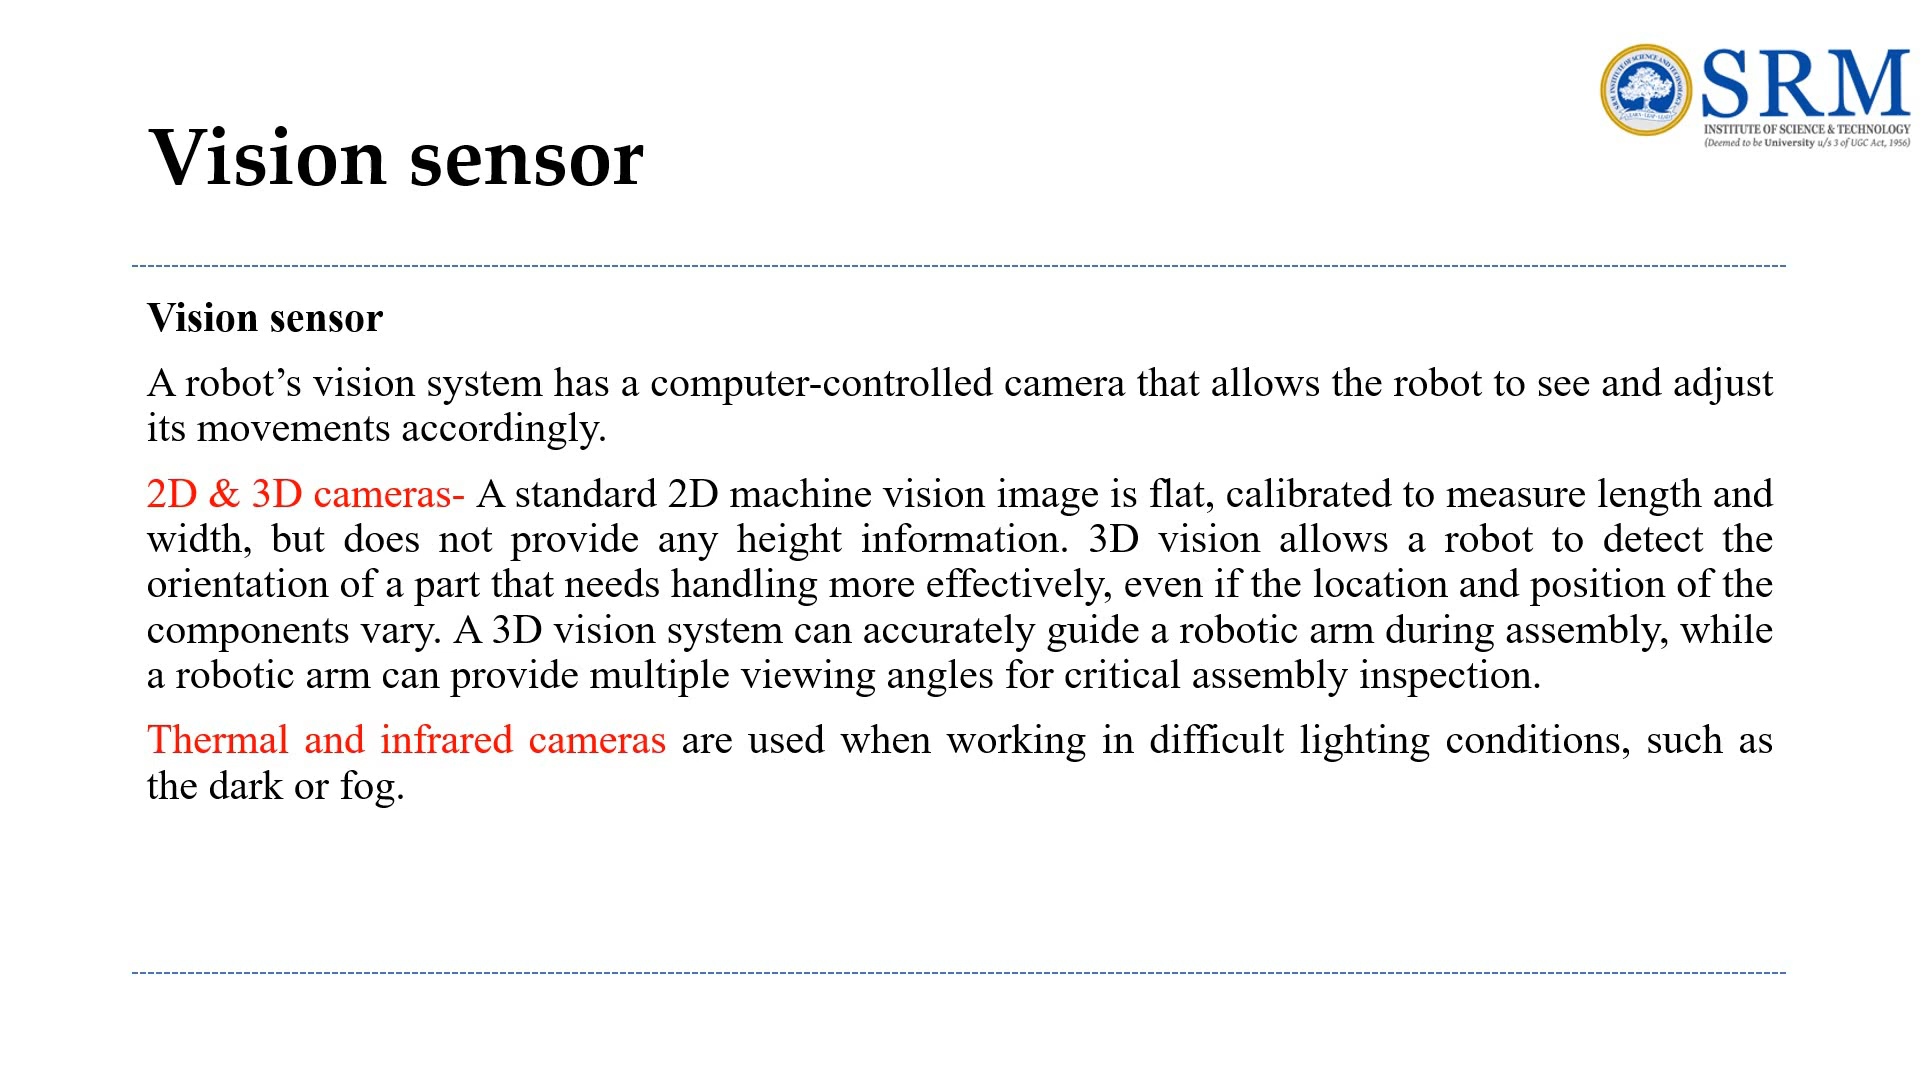 SRM
INSTITUTE OF SCIENCE & TECHNOLOGY
(Deemed to be University u/s 3 of UGC Act, 1956)
Vision sensor
Vision sensor
A robot’s vision system has a computer-controlled camera that allows the robot to see and adjust
its movements accordingly.
2D & 3D cameras- A standard 2D machine vision image is flat, calibrated to measure length and
width, but does not provide any height information. 3D vision allows a robot to detect the
orientation of a part that needs handling more effectively, even if the location and position of the
components vary. A 3D vision system can accurately guide a robotic arm during assembly, while
a robotic arm can provide multiple viewing angles for critical assembly inspection.
Thermal and infrared cameras are used when working in difficult lighting conditions, such as
the dark or fog.